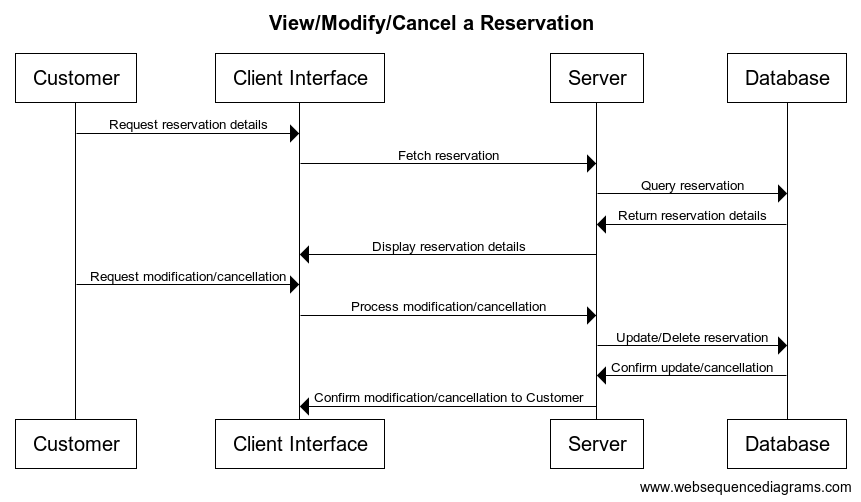 View/Modify/Cancel a Reservation
Customer
Client Interface
Server
Database
Request reservation details
Fetch reservation
Query reservation
Return reservation details
Display reservation details
Request modification/cancellation
Process modification/cancellation
Update/Delete reservation
Confirm update/cancellation
Confirm modification/cancellation to Customer
Customer
Client Interface
Server
Database
www.websequencediagrams.com